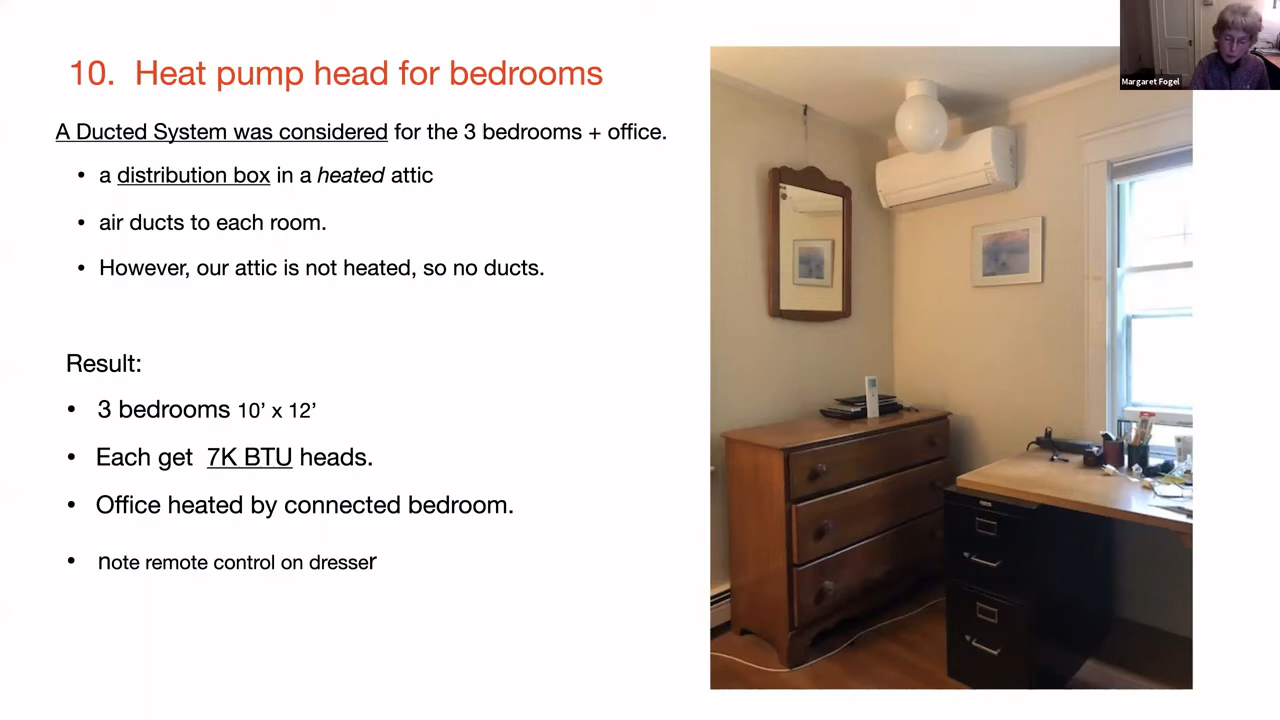 10. Heat pump head for bedrooms
A Ducted System was considered for the 3 bedrooms + office.
• a distribution box in a heated attic
• air ducts to each room.
• However, our attic is not heated, so no ducts.
Result:
• 3 bedrooms 10’ x 12’
• Each get 7K BTU heads.
• Office heated by connected bedroom.
• note remote control on dresser
Margaret Fogel